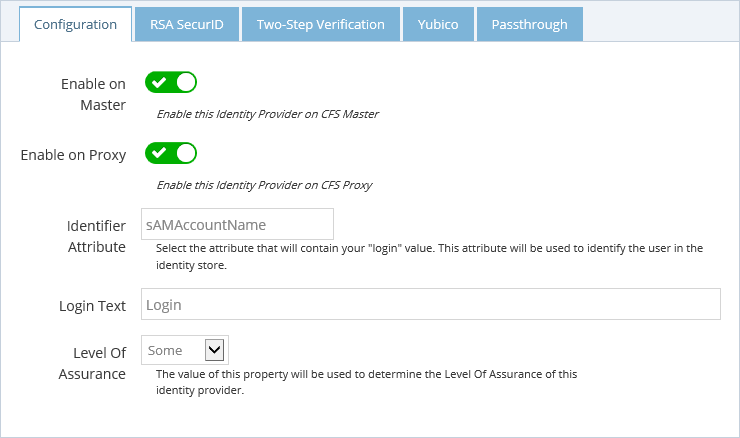 Configuration RSA SecurID Two-Step Verification Yubico Passthrough
Enable on
Master
Enable this Identity Provider on CFS Master
Enable on Proxy
Enable this Identity Provider on CFS Proxy
Identifier
Attribute
sAMAccountName
Select the attribute that will contain your "login" value. This attribute will be used to identify the user in the
identity store.
Login Text
Login
Level Of
Assurance
Some
The value of this property will be used to determine the Level Of Assurance of this
identity provider.